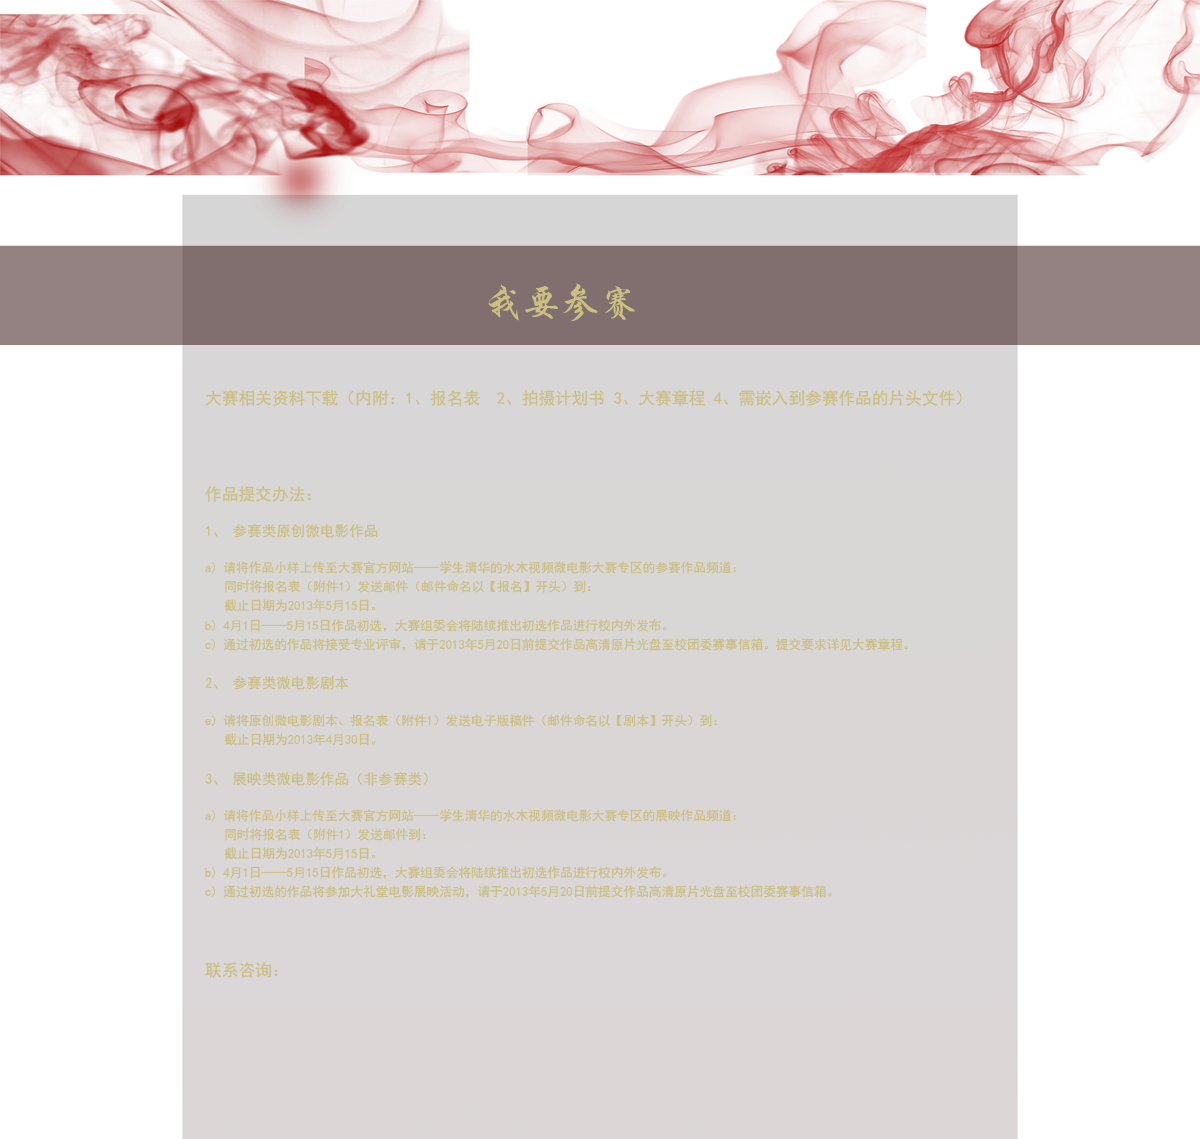 我要参赛
大赛相关资料下载（内附：1、报名表 2、拍摄计划书 3、大赛章程 4、需嵌入到参赛作品的片头文件）
作品提交办法：
1、 参赛类原创微电影作品
a）请将作品小样上传至大赛官方网站——学生清华的水木视频微电影大赛专区的参赛作品频道；
同时将报名表（附件1）发送邮件（邮件命名以【报名】开头）到：
截止日期为2013年5月15日。
b）4月1日——5月15日作品初选，大赛组委会将陆续推出初选作品进行校内外发布。
c）通过初选的作品将接受专业评审，请于2013年5月20日前提交作品高清原片光盘至校团委赛事信箱。提交要求详见大赛章程。
2、 参赛类微电影剧本
e）请将原创微电影剧本、报名表（附件1）发送电子版稿件（邮件命名以【剧本】开头）到：
截止日期为2013年4月30日。
3、 展映类微电影作品（非参赛类）
a）请将作品小样上传至大赛官方网站——学生清华的水木视频微电影大赛专区的展映作品频道；
同时将报名表（附件1）发送邮件到：
截止日期为2013年5月15日。
b）4月1日——5月15日作品初选，大赛组委会将陆续推出初选作品进行校内外发布。
c）通过初选的作品将参加大礼堂电影展映活动，请于2013年5月20日前提交作品高清原片光盘至校团委赛事信箱。
联系咨询：